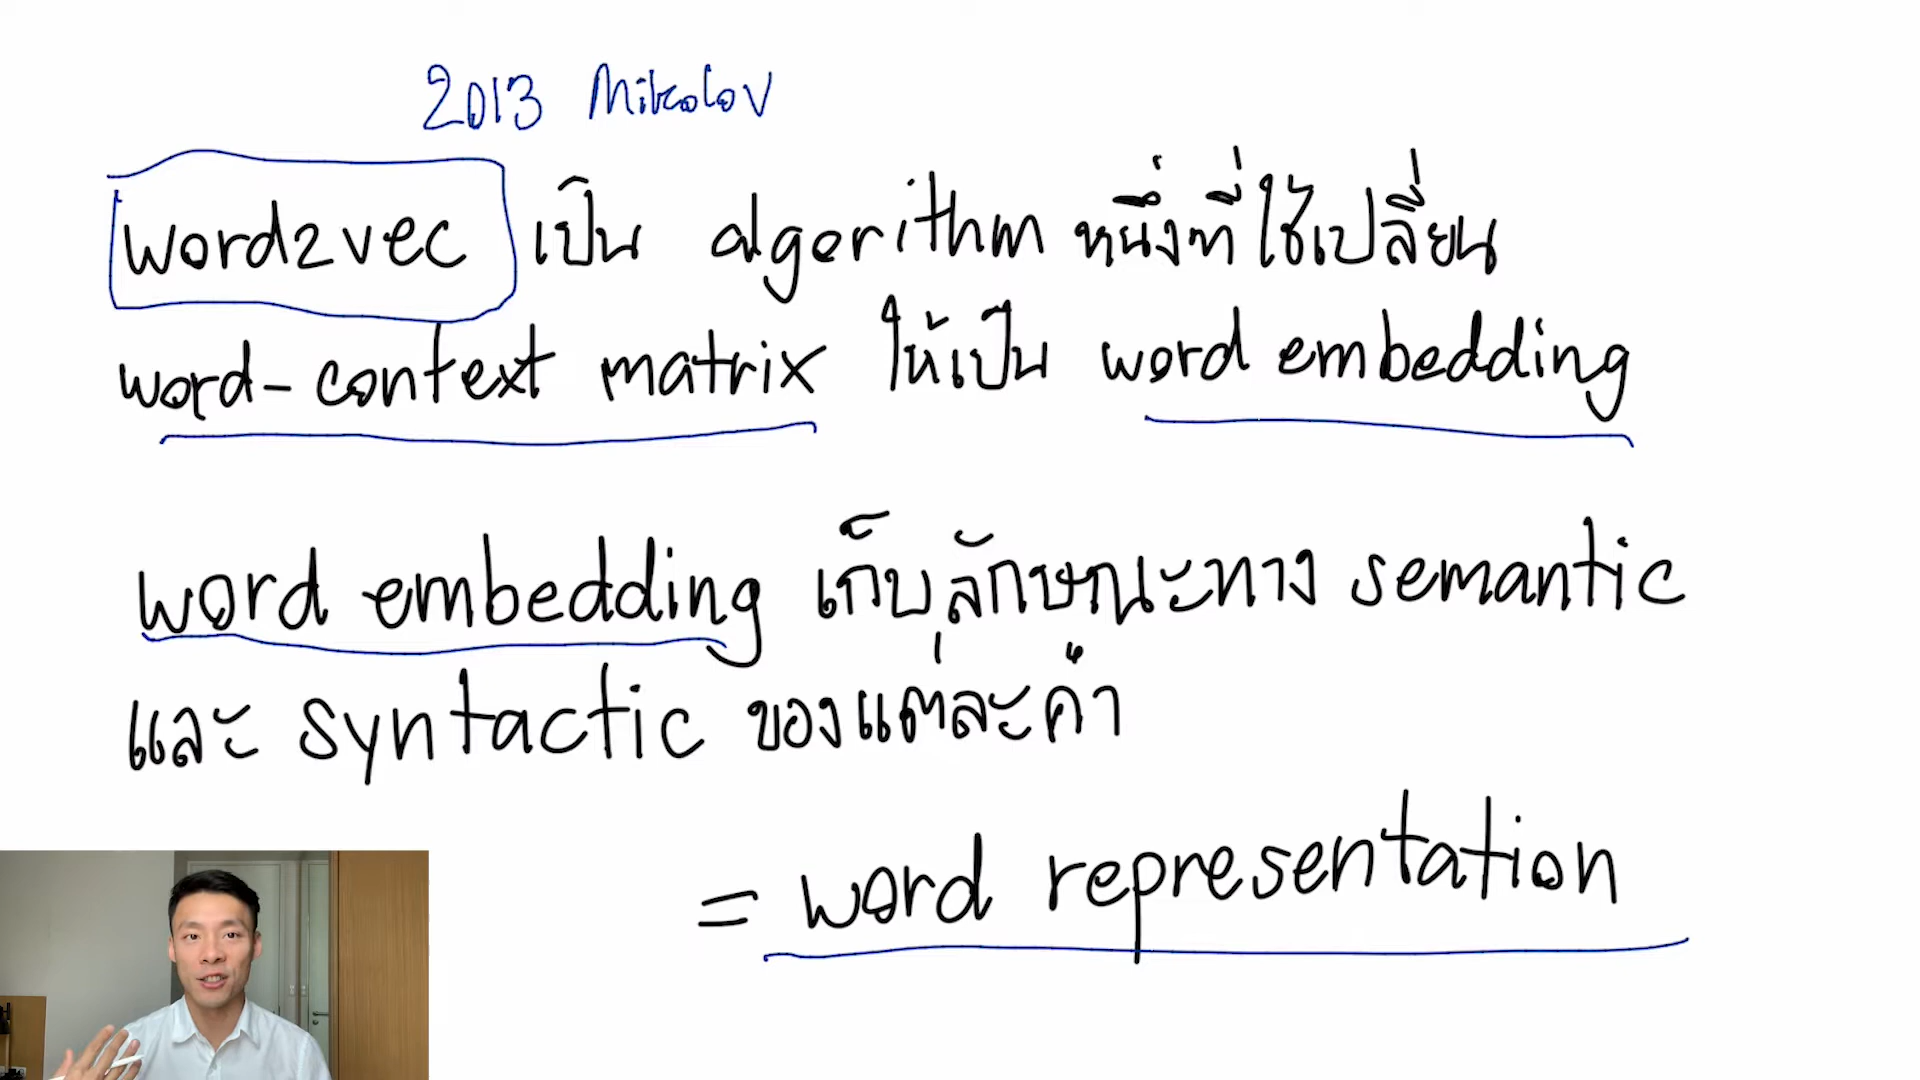 2013 Mikolov
word2vec เป็น algorithm หนึ่งที่ใช้เปลี่ยน
word-context matrix ให้เป็น word embedding
word embedding เก็บลักษณะทาง semantic
และ syntactic ของแต่ละคำ
= word representation